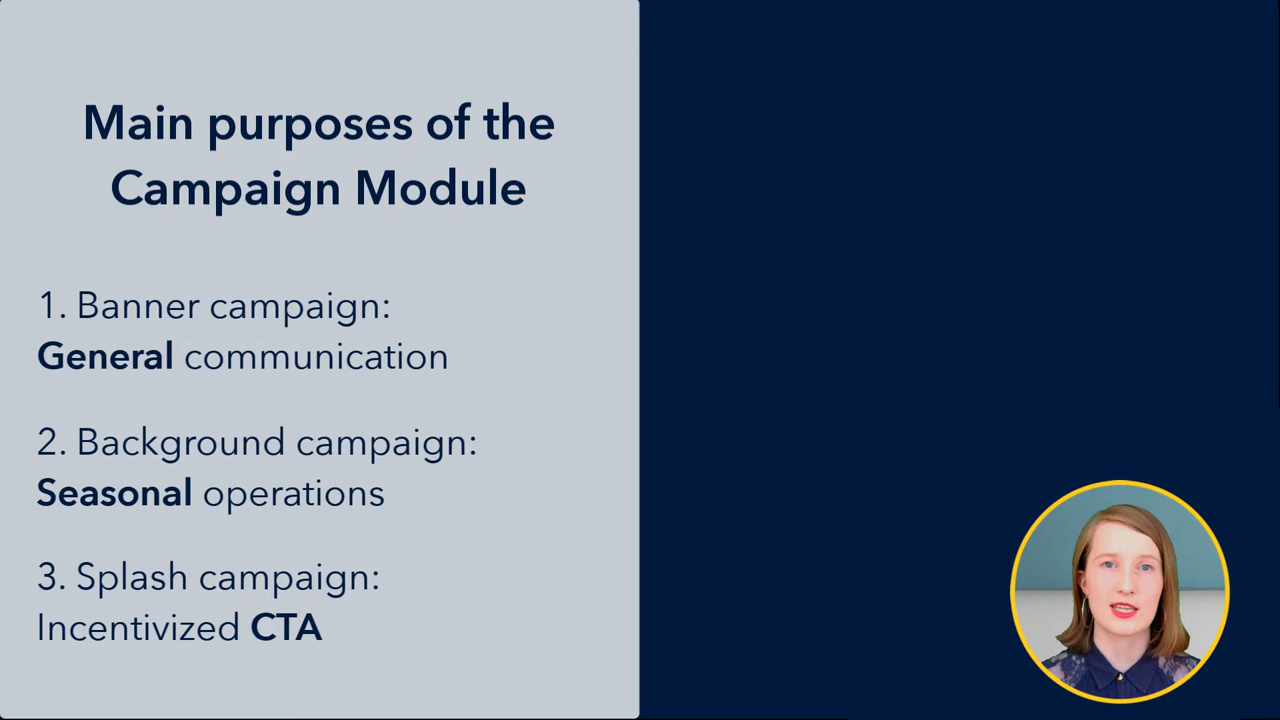 Main purposes of the
Campaign Module
1. Banner campaign:
General communication
2. Background campaign:
Seasonal operations
3. Splash campaign:
Incentivized CTA